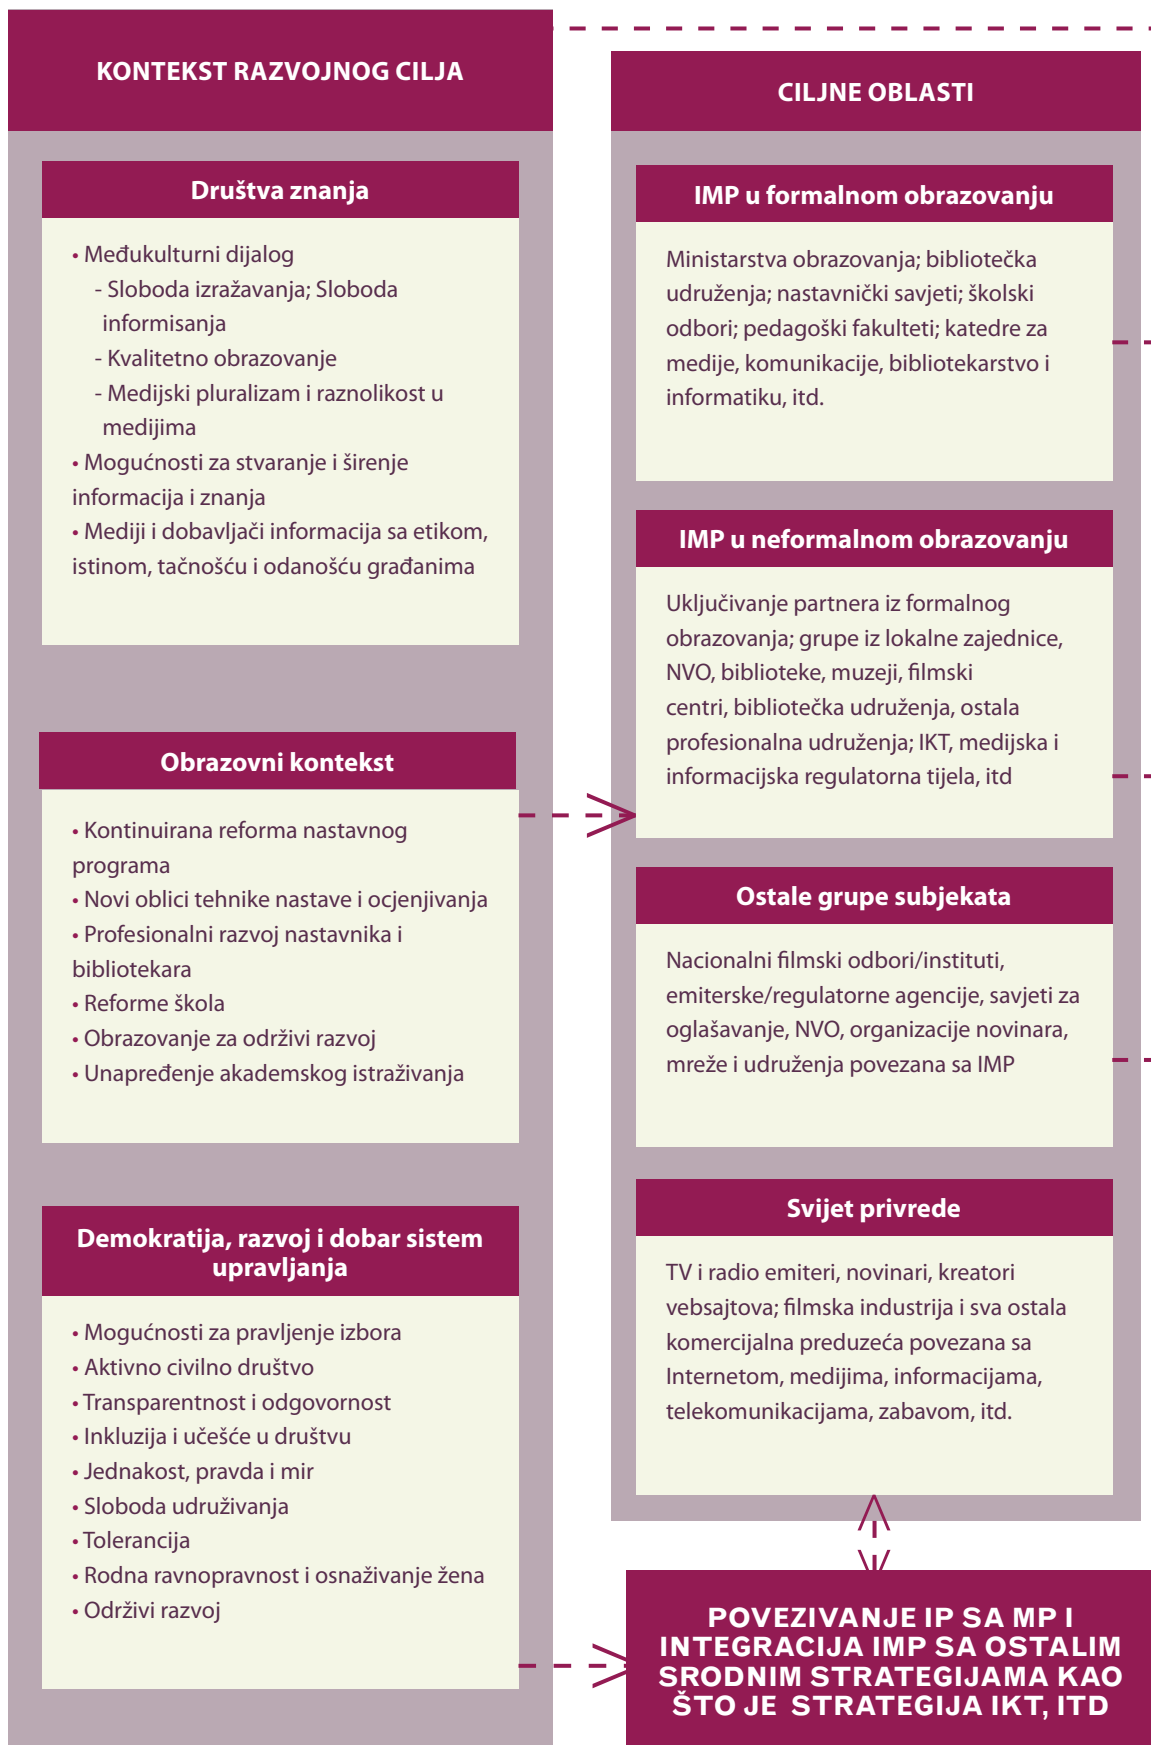 KONTEKST RAZVOJNOG CILJA
Društva znanja
• Međukulturni dijalog
- Sloboda izražavanja; Sloboda
informisanja
- Kvalitetno obrazovanje
- Medijski pluralizam i raznolikost u
medijima
• Mogućnosti za stvaranje i širenje
informacija i znanja
• Mediji i dobavljači informacija sa etikom,
istinom, tačnošću i odanošću građanima
Obrazovni kontekst
• Kontinuirana reforma nastavnog
programa
• Novi oblici tehnike nastave i ocjenjivanja
• Profesionalni razvoj nastavnika i
bibliotekara
• Reforme škola
• Obrazovanje za održivi razvoj
• Unapređenje akademskog istraživanja
Demokratija, razvoj i dobar sistem
upravljanja
• Mogućnosti za pravljenje izbora
• Aktivno civilno društvo
• Transparentnost i odgovornost
• Inkluzija i učešće u društvu
• Jednakost, pravda i mir
• Sloboda udruživanja
• Tolerancija
• Rodna ravnopravnost i osnaživanje žena
• Održivi razvoj
CILJNE OBLASTI
IMP u formalnom obrazovanju
Ministarstva obrazovanja; bibliotečka
udruženja; nastavnički savjeti; školski
odbori; pedagoški fakulteti; katedre za
medije, komunikacije, bibliotekarstvo i
informatiku, itd.
IMP u neformalnom obrazovanju
Uključivanje partnera iz formalnog
obrazovanja; grupe iz lokalne zajednice,
NVO, biblioteke, muzeji, filmski
centri, bibliotečka udruženja, ostala
profesionalna udruženja; IKT, medijska i
informacijska regulatorna tijela, itd
Ostale grupe subjekata
Nacionalni filmski odbori/instituti,
emiterske/regulatorne agencije, savjeti za
oglašavanje, NVO, organizacije novinara,
mreže i udruženja povezana sa IMP
Svijet privrede
TV i radio emiteri, novinari, kreatori
vebsajtova; filmska industrija i sva ostala
komercijalna preduzeća povezana sa
Internetom, medijima, informacijama,
telekomunikacijama, zabavom, itd.
POVEZIVANJE IP SA MP I
INTEGRACIJA IMP SA OSTALIM
SRODNIM STRATEGIJAMA KAO
ŠTO JE STRATEGIJA IKT, ITD